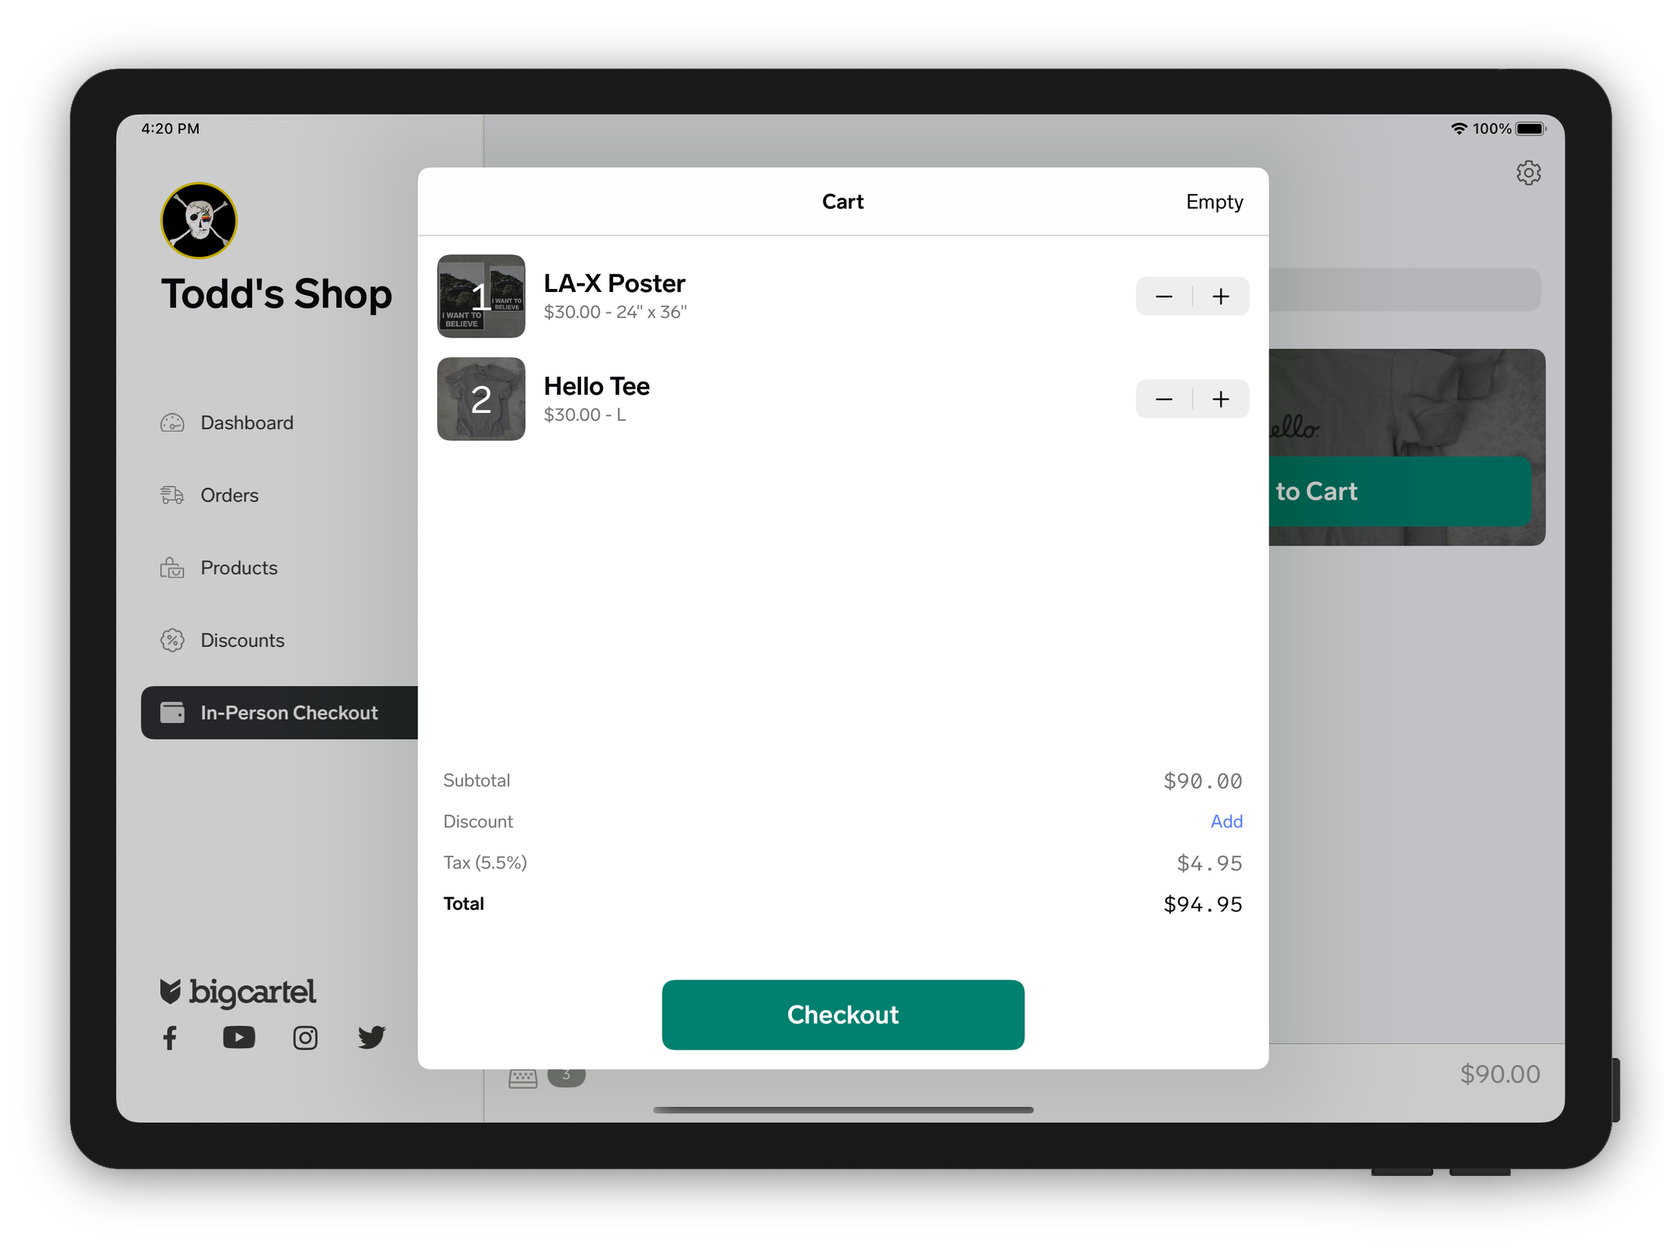 4:20 PM
100%
Todd's Shop
Dashboard
Orders
Products
Discounts
In-Person Checkout
bigcartel
Cart
Empty
1
I WANT TO
BELIEVE
I WANT TO
BELIEVE
LA-X Poster
$30.00 - 24" x 36"
2
Hello Tee
$30.00 - L
ello.
to Cart
Subtotal
$90.00
Discount
Add
Tax (5.5%)
$4.95
Total
$94.95
Checkout
3
$90.00